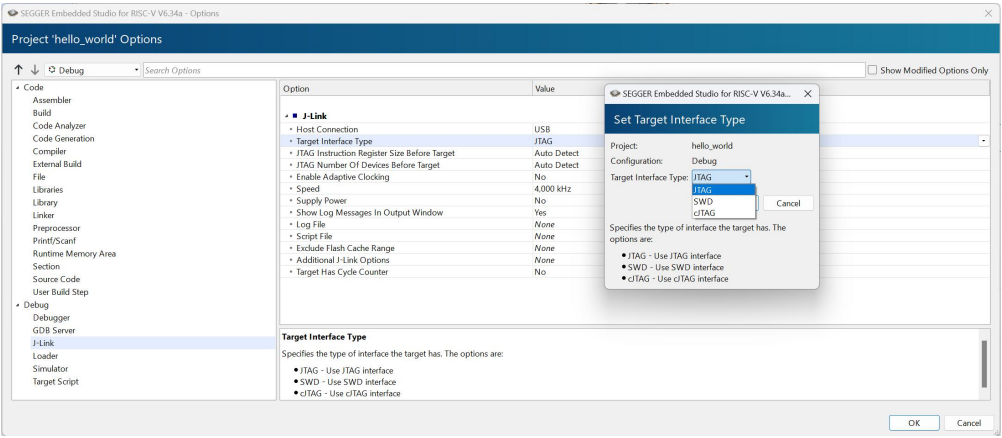 SEGGER Embedded Studio for RISC-V V6.34a - Options
Project 'hello_world' Options
Debug
Search Options
Show Modified Options Only
Code
Assembler
Build
Code Analyzer
Code Generation
Compiler
External Build
File
Libraries
Library
Linker
Preprocessor
Printf/Scanf
Runtime Memory Area
Section
Source Code
User Build Step
Debug
Debugger
GDB Server
J-Link
Loader
Simulator
Target Script
Option Value
J-Link
Host Connection USB
Target Interface Type JTAG
JTAG Instruction Register Size Before Target Auto Detect
JTAG Number Of Devices Before Target Auto Detect
Enable Adaptive Clocking No
Speed 4,000 kHz
Supply Power No
Show Log Messages In Output Window Yes
Log File None
Script File None
Exclude Flash Cache Range None
Additional J-Link Options None
Target Has Cycle Counter No
SEGGER Embedded Studio for RISC-V V6.34a...
Set Target Interface Type
Project: hello_world
Configuration: Debug
Target Interface Type: JTAG
JTAG
SWD
cJTAG
Cancel
Specifies the type of interface the target has. The
options are:
• JTAG - Use JTAG interface
• SWD - Use SWD interface
• cJTAG - Use cJTAG interface
Target Interface Type
Specifies the type of interface the target has. The options are:
• JTAG - Use JTAG interface
• SWD - Use SWD interface
• cJTAG - Use cJTAG interface
OK Cancel